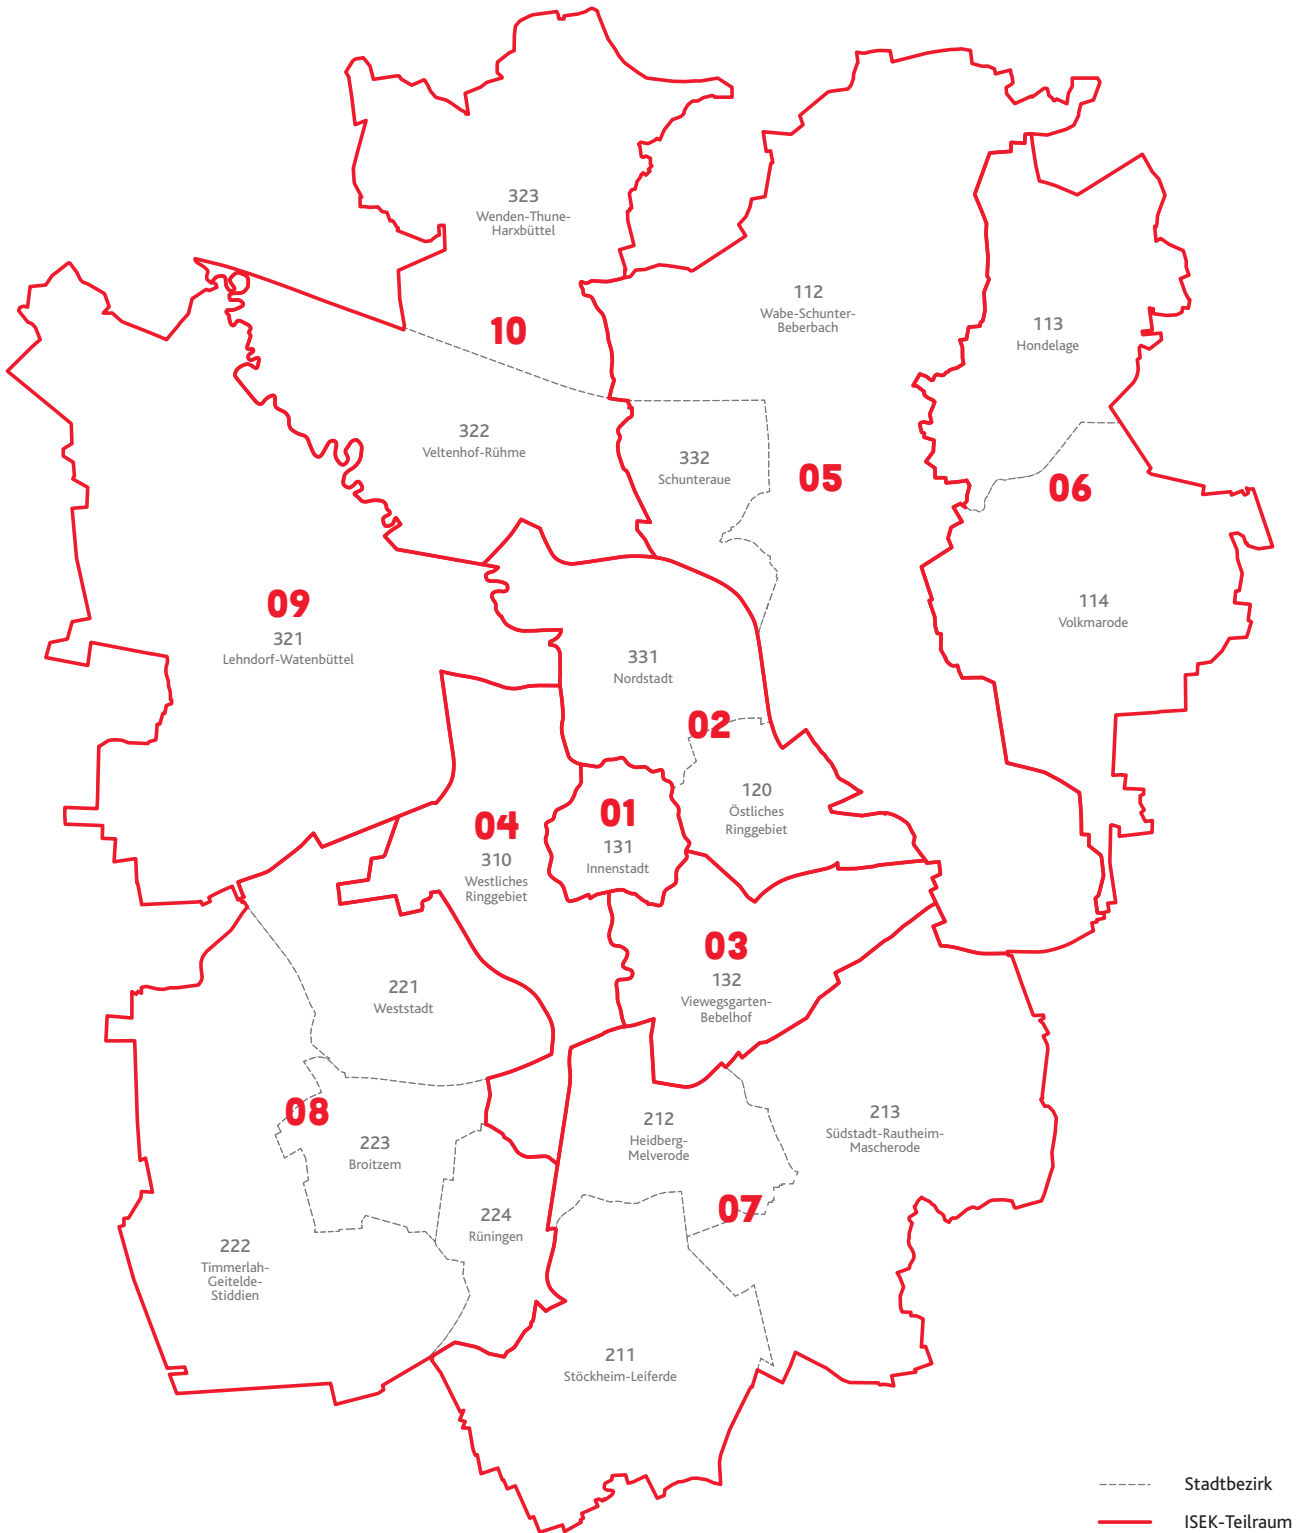 323
Wenden-Thune-
Harxbüttel
112
Wabe-Schunter-
Beberbach
10
113
Hondelage
322
Veltenhof-Rühme
332
Schunteraue
05
06
09
321
Lehndorf-Watenbüttel
114
Volkmarode
331
Nordstadt
02
120
Östliches
Ringgebiet
01
131
Innenstadt
04
310
Westliches
Ringgebiet
03
132
Viewegsgarten-
Bebelhof
221
Weststadt
08
223
Broitzem
212
Heidberg-
Melverode
213
Südstadt-Rautheim-
Mascherode
07
224
Rüningen
222
Timmerlah-
Geitelde-
Stiddien
211
Stöckheim-Leiferde
Stadtbezirk
ISEK-Teilraum